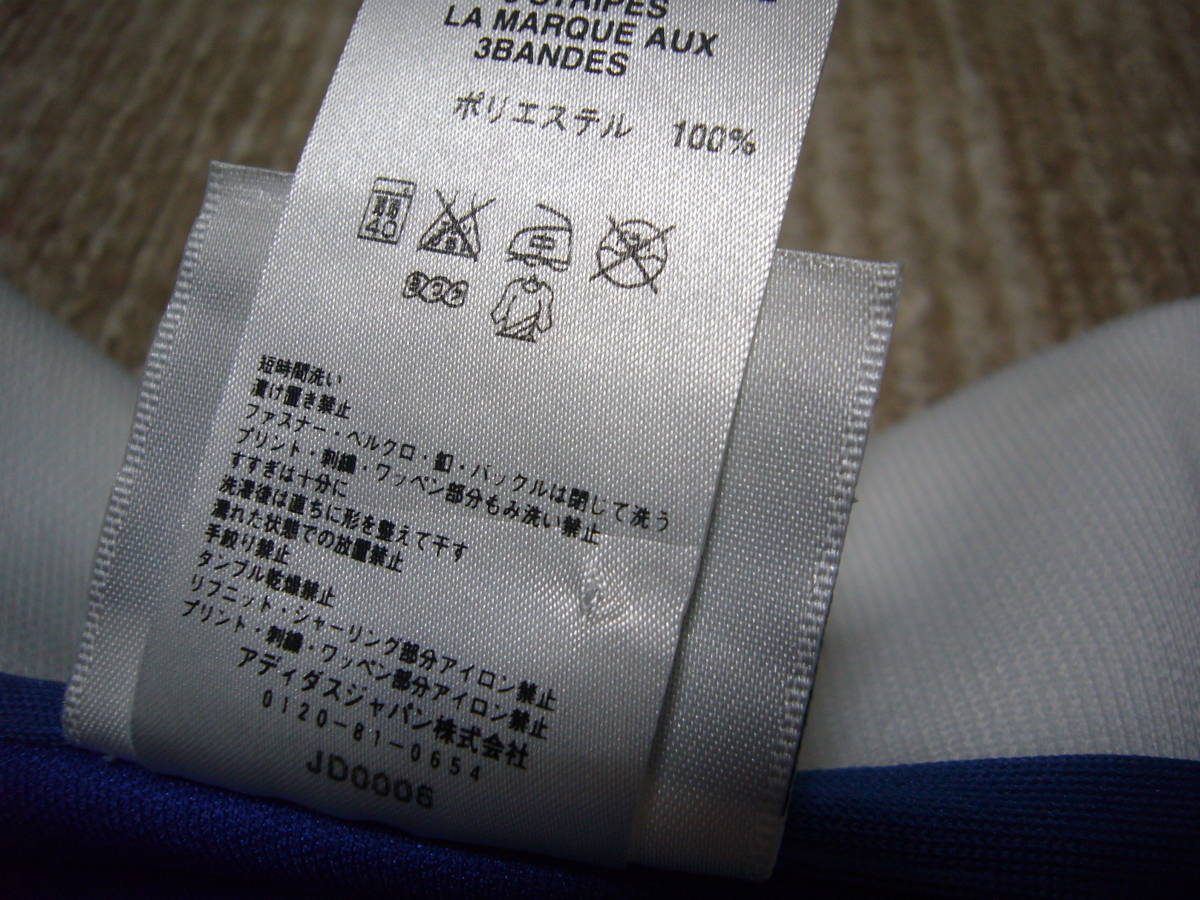 3 STRIPES
LA MARQUE AUX
3BANDES
ポリエステル 100%
40
短時間洗い
漬け置き禁止
ファスナー・ベルクロ・釦・バックルは閉じて洗う
プリント・刺繍・ワッペン部分もみ洗い禁止
すすぎは十分に
洗濯後は直ちに形を整えて干す
濡れた状態での放置禁止
手絞り禁止
タンブル乾燥禁止
リブニット・シャーリング部分アイロン禁止
プリント・刺繍・ワッペン部分アイロン禁止
アディダスジャパン株式会社
0120-81-0654
JD0006